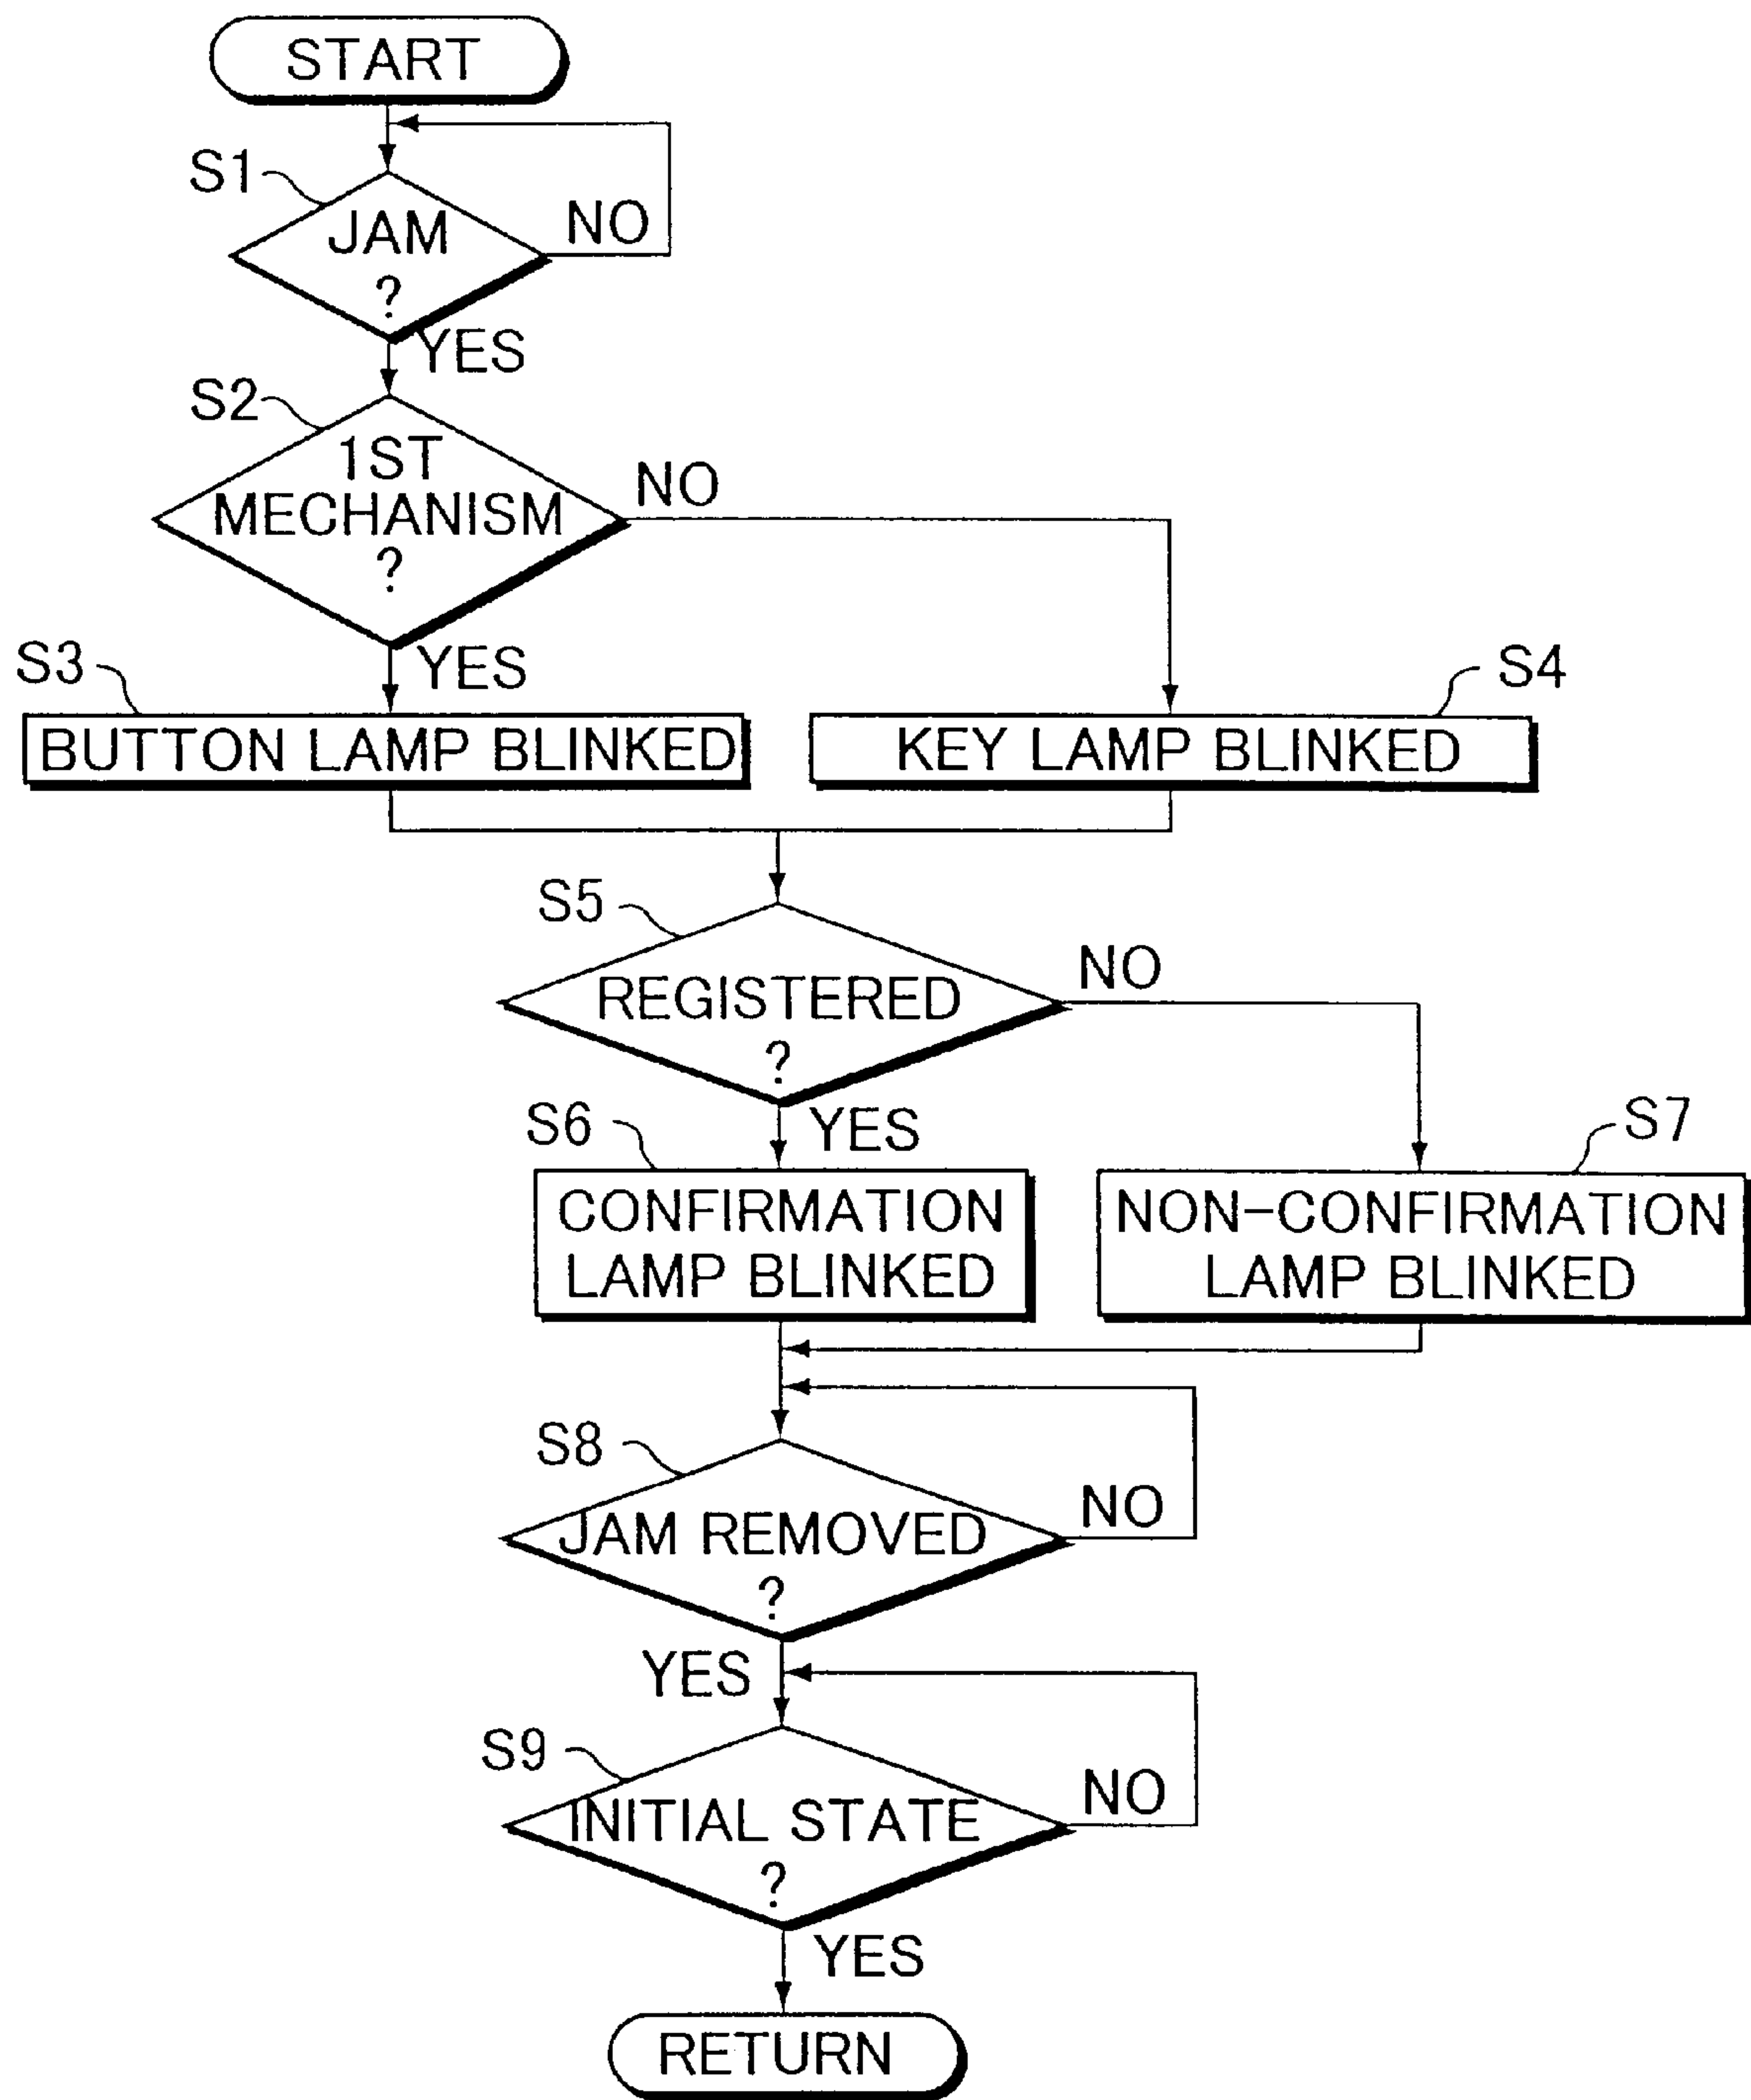 START
S1
JAM
?
NO
YES
S2
1ST
MECHANISM
?
NO
YES
S3
BUTTON LAMP BLINKED
S4
KEY LAMP BLINKED
S5
REGISTERED
?
NO
YES
S6
CONFIRMATION
LAMP BLINKED
S7
NON-CONFIRMATION
LAMP BLINKED
S8
JAM REMOVED
?
NO
YES
S9
INITIAL STATE
?
NO
YES
RETURN